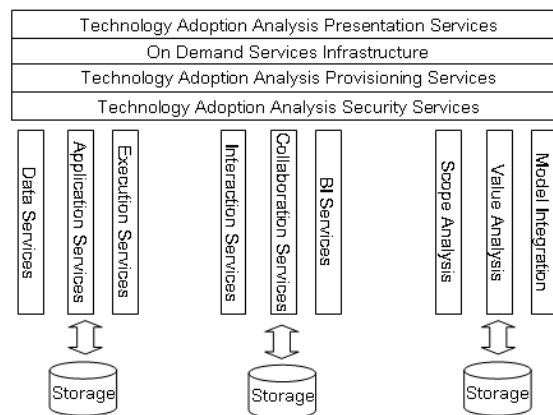 Technology Adoption Analysis Presentation Services
On Demand Services Infrastructure
Technology Adoption Analysis Provisioning Services
Technology Adoption Analysis Security Services
Data Services
Application Services
Execution Services
Interaction Services
Collaboration Services
BI Services
Scope Analysis
Value Analysis
Model Integration
Storage
Storage
Storage